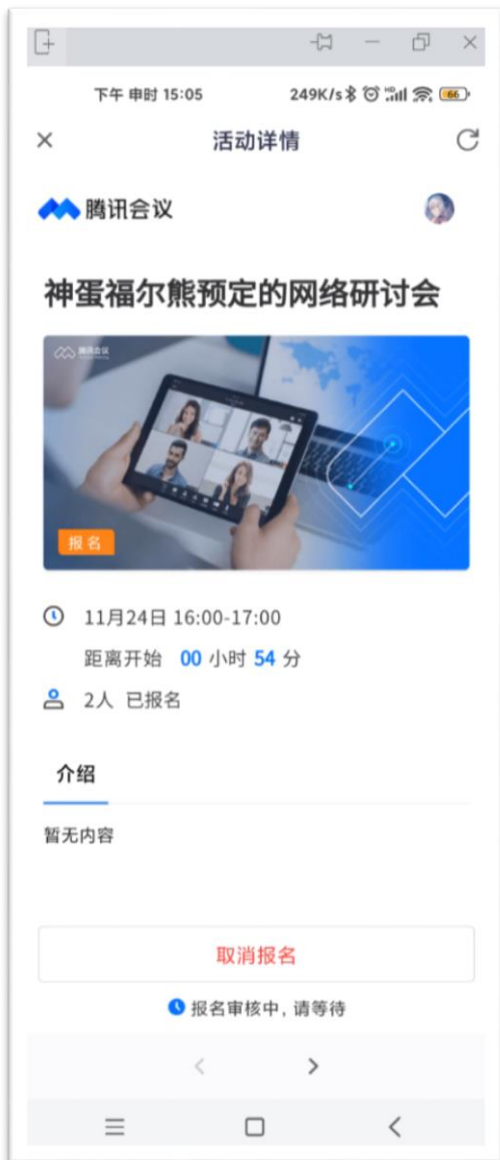 下午 申时 15:05
249K/s
66
活动详情
腾讯会议
神蛋福尔熊预定的网络研讨会
腾讯会议
报名
11月24日 16:00-17:00
距离开始 00 小时 54 分
2人 已报名
介绍
暂无内容
取消报名
报名审核中，请等待